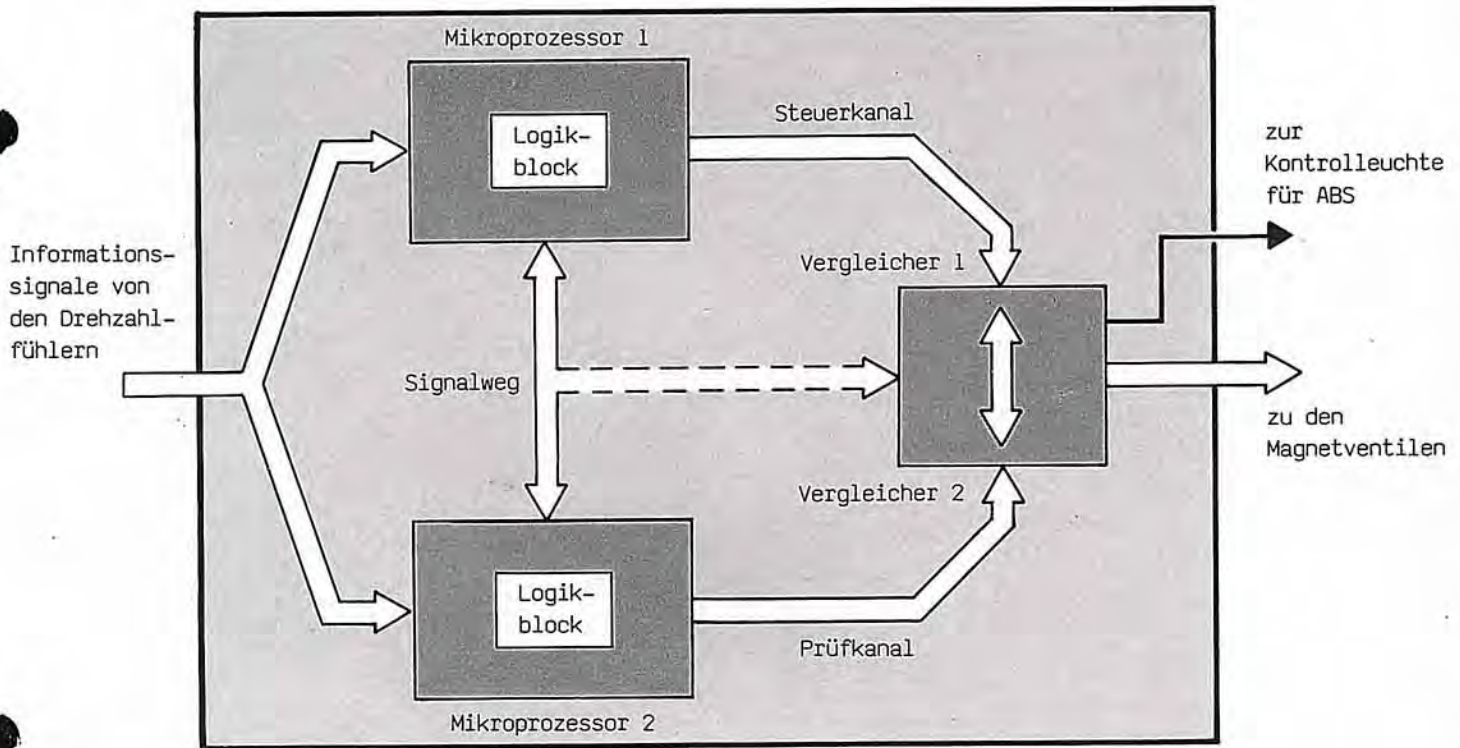 Mikroprozessor 1
Logik-
block
Steuerkanal
zur
Kontrolleuchte
für ABS
Informations-
signale von
den Drehzahl-
fühlern
Vergleicher 1
Signalweg
zu den
Magnetventilen
Vergleicher 2
Logik-
block
Prüfkanal
Mikroprozessor 2